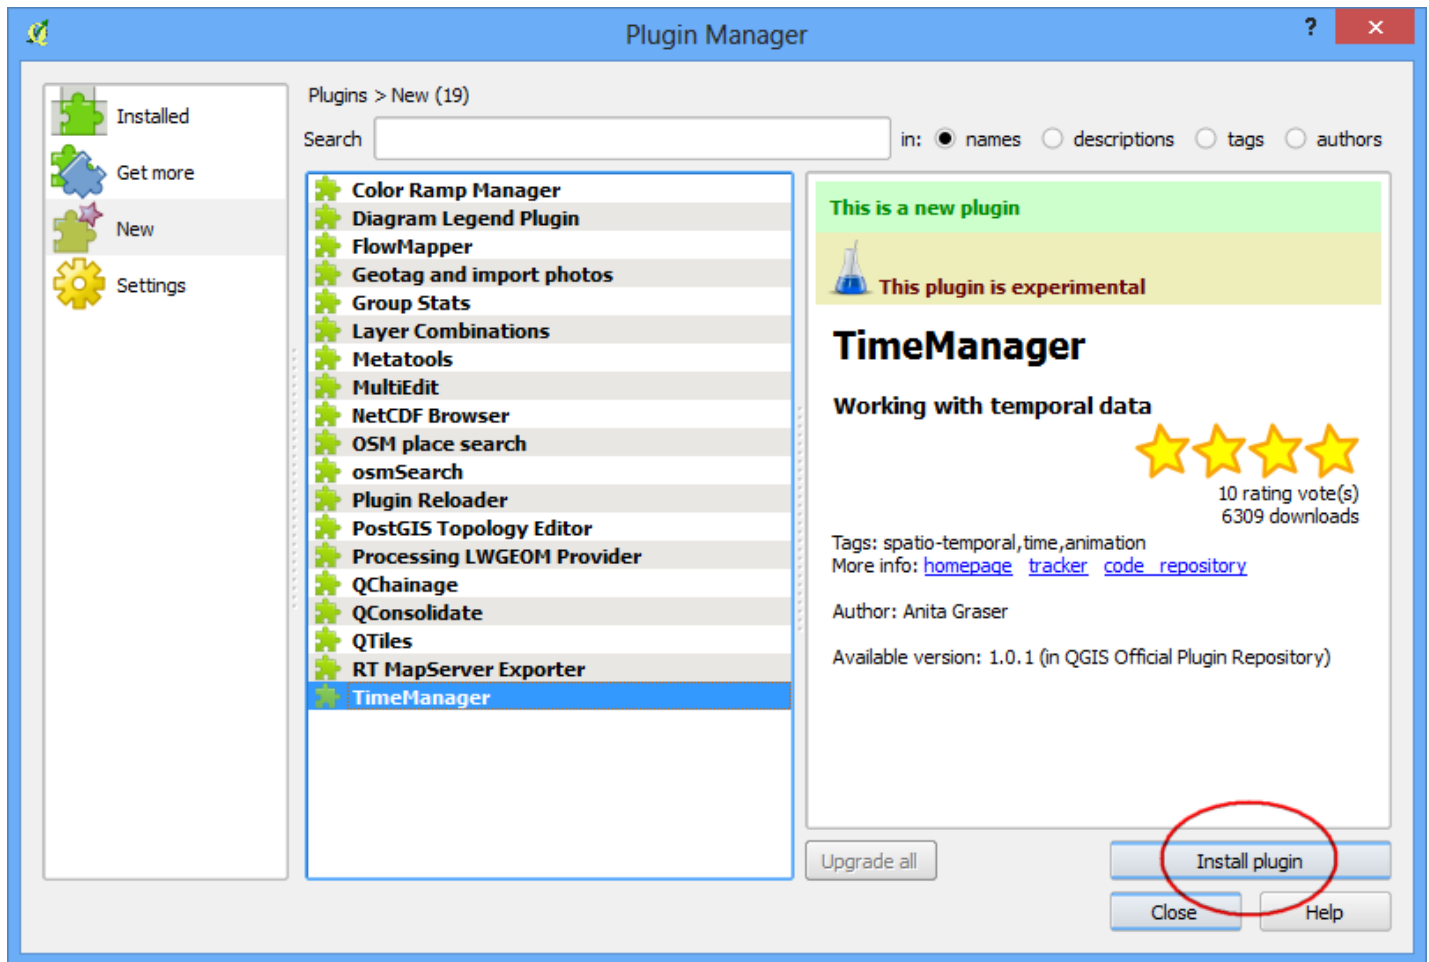 Plugin Manager
?
Installed
Get more
New
Settings
Plugins > New (19)
Search
in: names descriptions tags authors
Color Ramp Manager
Diagram Legend Plugin
FlowMapper
Geotag and import photos
Group Stats
Layer Combinations
Metatools
MultiEdit
NetCDF Browser
OSM place search
osmSearch
Plugin Reloader
PostGIS Topology Editor
Processing LWGEOM Provider
QChainage
QConsolidate
QTiles
RT MapServer Exporter
TimeManager
This is a new plugin
This plugin is experimental
TimeManager
Working with temporal data
10 rating vote(s)
6309 downloads
Tags: spatio-temporal,time,animation
More info: homepage tracker code repository
Author: Anita Graser
Available version: 1.0.1 (in QGIS Official Plugin Repository)
Upgrade all
Install plugin
Close
Help